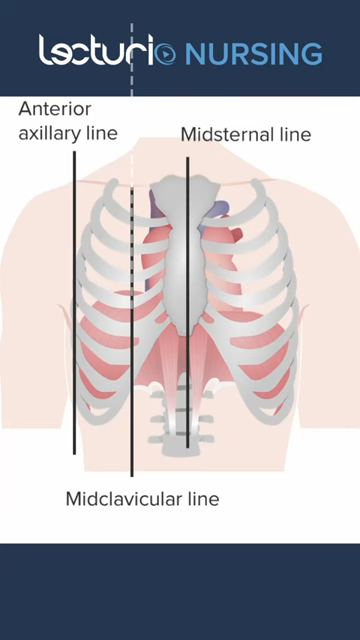 lecturio NURSING
Anterior
axillary line
Midsternal line
Midclavicular line